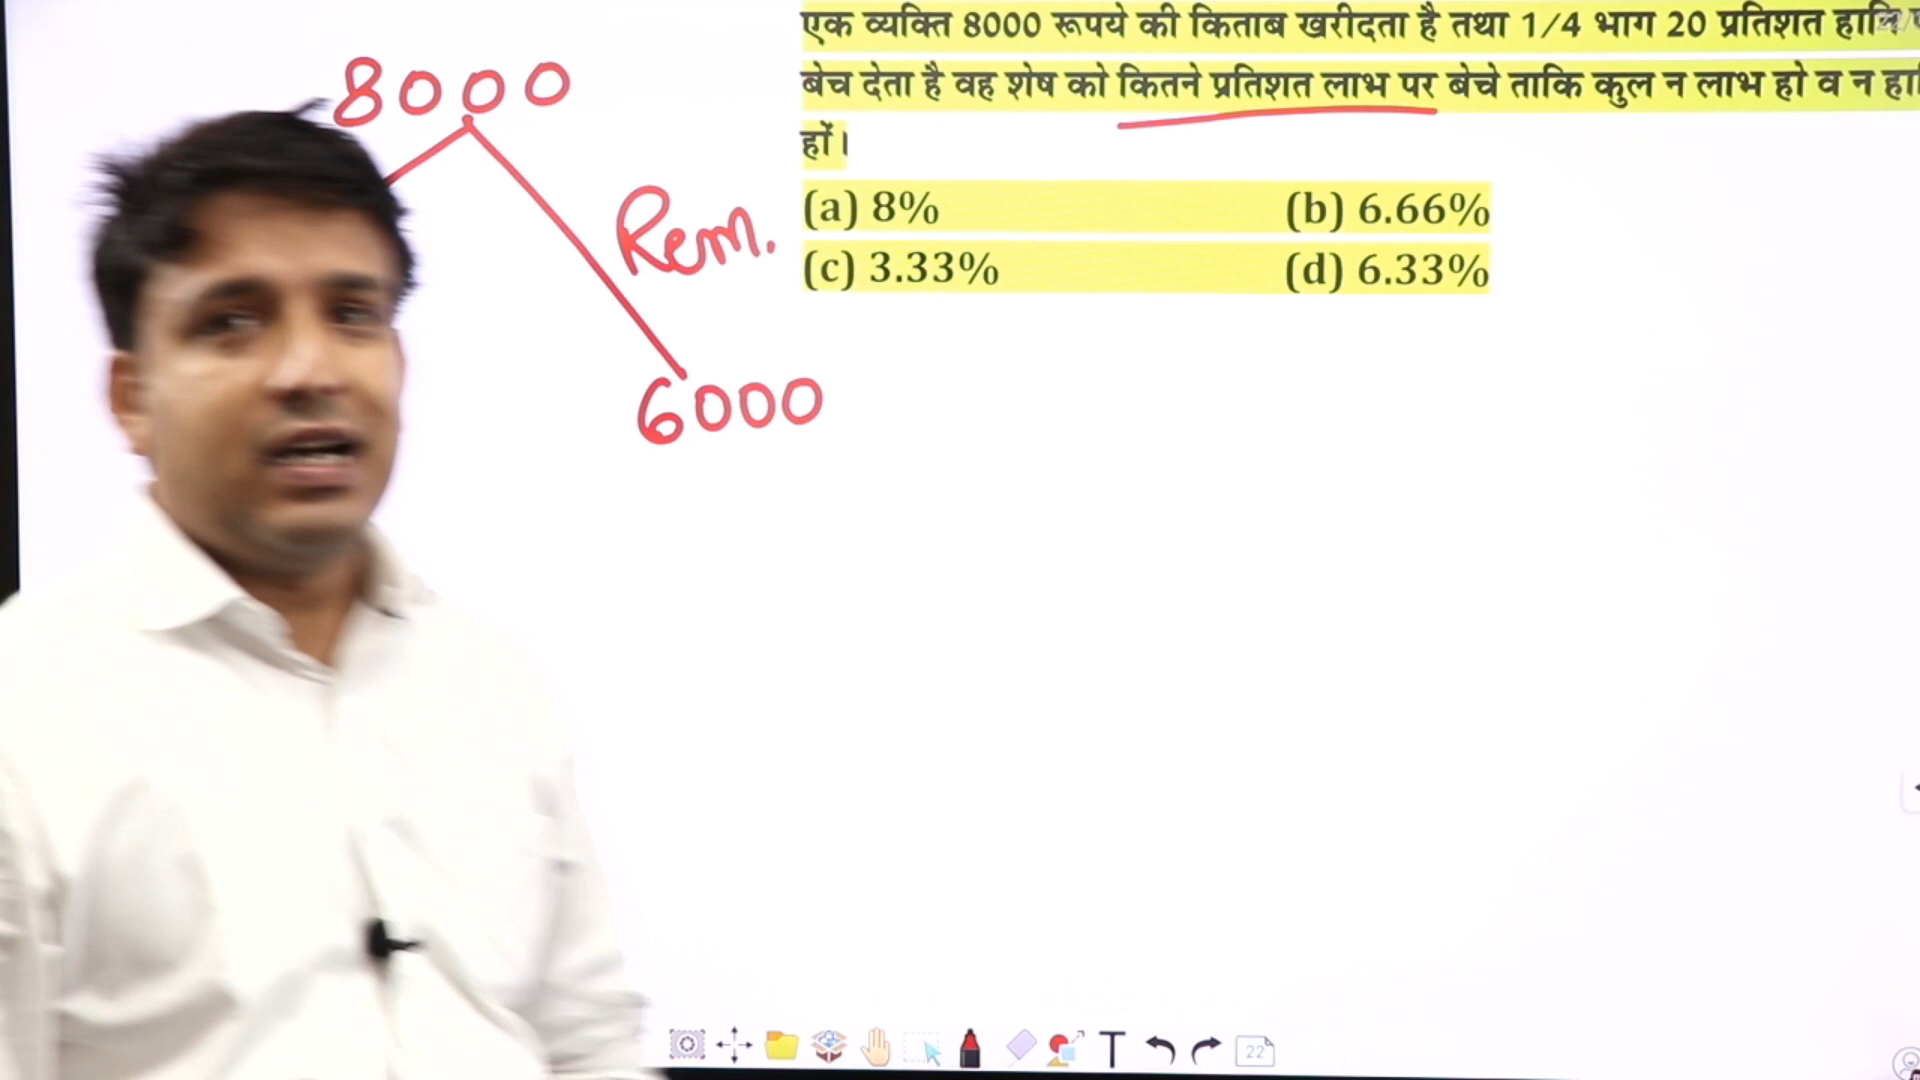 एक व्यक्ति 8000 रूपये की किताब खरीदता है तथा 1/4 भाग 20 प्रतिशत हानि
बेच देता है वह शेष को कितने प्रतिशत लाभ पर बेचे ताकि कुल न लाभ हो व न
हों।
(a) 8% (b) 6.66%
(c) 3.33% (d) 6.33%
8000
Rem.
6000
T
22